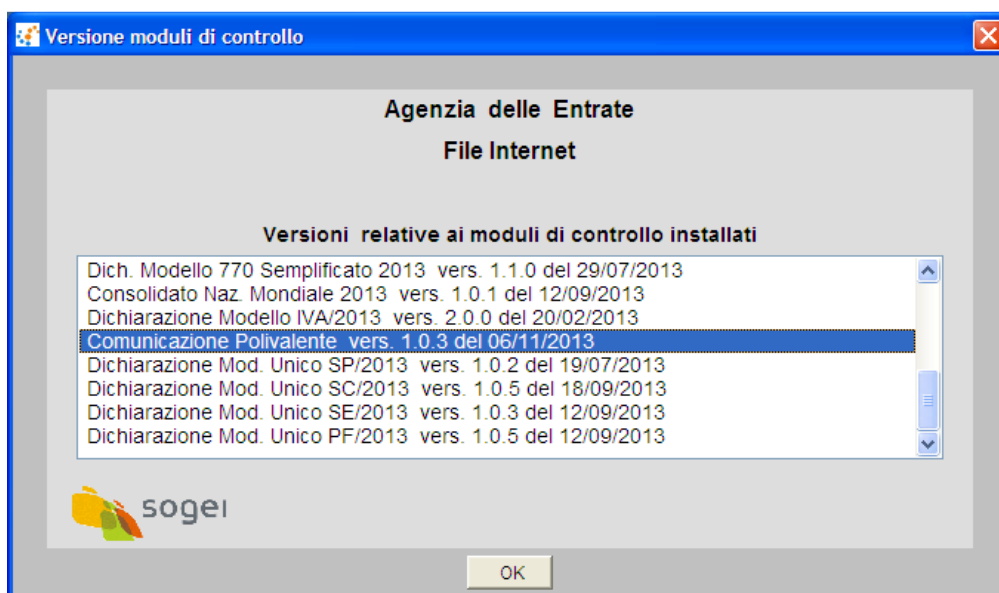 Versione moduli di controllo
Agenzia delle Entrate
File Internet
Versioni relative ai moduli di controllo installati
Dich. Modello 770 Semplificato 2013 vers. 1.1.0 del 29/07/2013
Consolidato Naz. Mondiale 2013 vers. 1.0.1 del 12/09/2013
Dichiarazione Modello IVA/2013 vers. 2.0.0 del 20/02/2013
Comunicazione Polivalente vers. 1.0.3 del 06/11/2013
Dichiarazione Mod. Unico SP/2013 vers. 1.0.2 del 19/07/2013
Dichiarazione Mod. Unico SC/2013 vers. 1.0.5 del 18/09/2013
Dichiarazione Mod. Unico SE/2013 vers. 1.0.3 del 12/09/2013
Dichiarazione Mod. Unico PF/2013 vers. 1.0.5 del 12/09/2013
sogei
OK